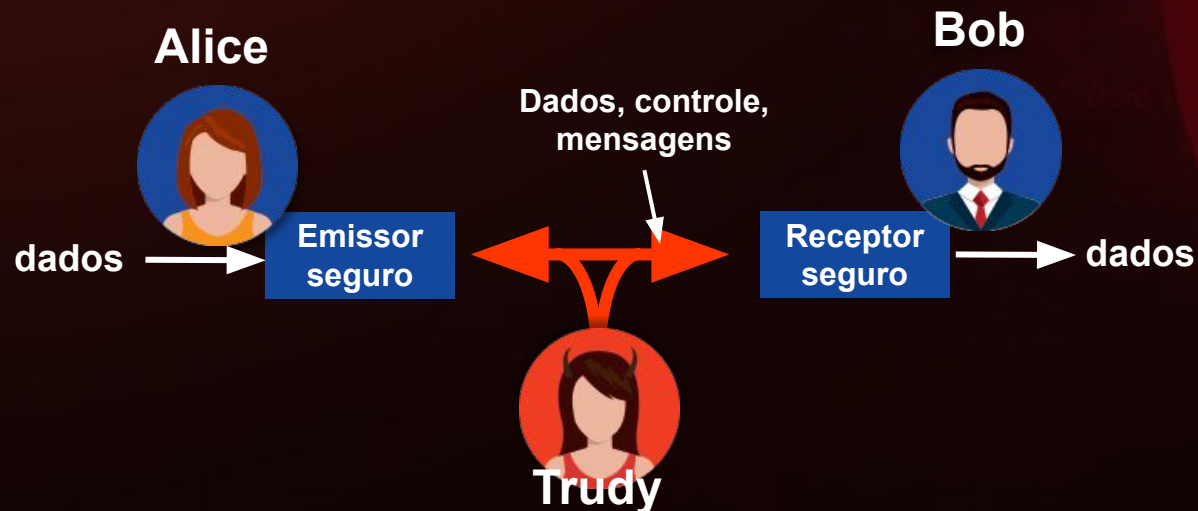 Alice
Bob
Dados, controle,
mensagens
dados
Emissor
seguro
Receptor
seguro
dados
Trudy